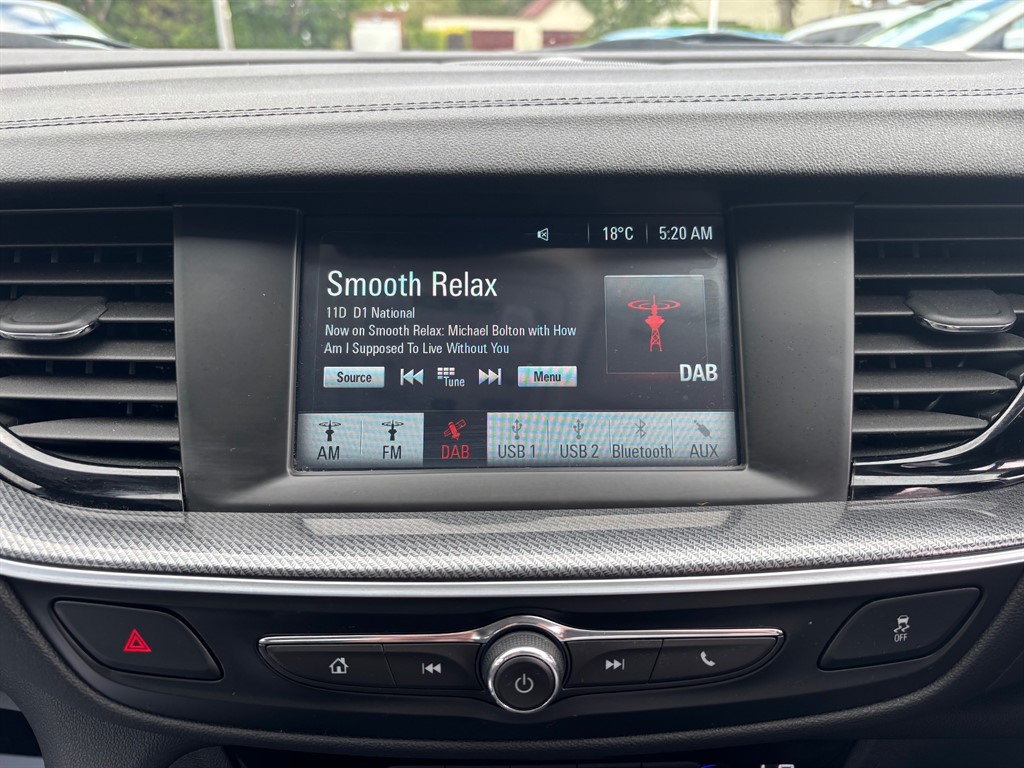 18°C 5:20 AM
Smooth Relax
11D D1 National
Now on Smooth Relax: Michael Bolton with How
Am I Supposed To Live Without You
Source Tune Menu
DAB
AM FM DAB USB 1 USB 2 Bluetooth AUX
OFF